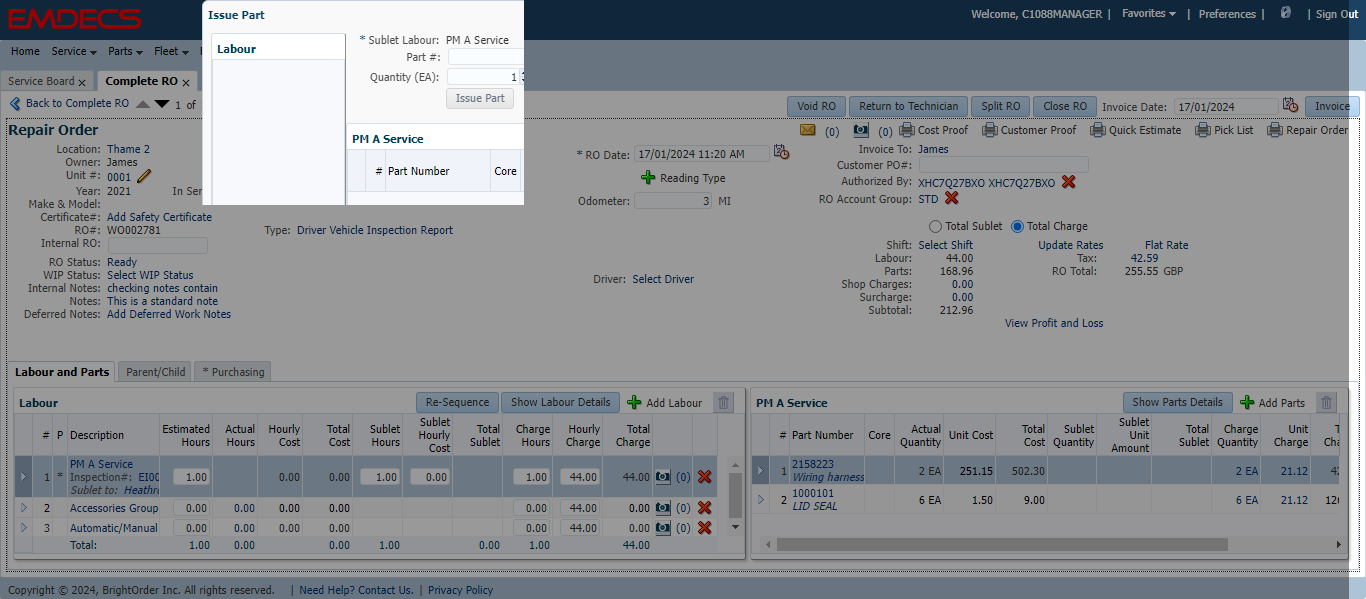 EMDECS
Welcome, C1088MANAGER | Favorites | Preferences | | Sign Out
Home Service Parts Fleet
Issue Part
Labour
* Sublet Labour: PM A Service
Part #:
Quantity (EA): 1
Issue Part
PM A Service
# Part Number Core
Service Board x Complete RO x
Back to Complete RO 1 of
Void RO Return to Technician Split RO Close RO Invoice Date: 17/01/2024 Invoice
(0) (0) Cost Proof Customer Proof Quick Estimate Pick List Repair Order
Repair Order
Location: Thame 2
Owner: James
Unit #: 0001
Year: 2021 In Ser
Make & Model:
Certificate#: Add Safety Certificate
RO#: WO002781
Internal RO:
RO Status: Ready
WIP Status: Select WIP Status
Internal Notes: checking notes contain
Notes: This is a standard note
Deferred Notes: Add Deferred Work Notes
Type: Driver Vehicle Inspection Report
* RO Date: 17/01/2024 11:20 AM
Reading Type
Odometer: 3 MI
Driver: Select Driver
Invoice To: James
Customer PO#:
Authorized By: XHC7Q27BXO XHC7Q27BXO
RO Account Group: STD
Total Sublet Total Charge
Shift: Select Shift Update Rates Flat Rate
Labour: 44.00 Tax: 42.59
Parts: 168.96 RO Total: 255.55 GBP
Shop Charges: 0.00
Surcharge: 0.00
Subtotal: 212.96
View Profit and Loss
Labour and Parts Parent/Child * Purchasing
Labour Re-Sequence Show Labour Details Add Labour
# P Description Estimated Hours Actual Hours Hourly Cost Total Cost Sublet Hours Sublet Hourly Cost Total Sublet Charge Hours Hourly Charge Total Charge
1 * PM A Service 1.00 0.00 0.00 1.00 0.00 1.00 44.00 44.00 (0)
Inspection#: EI00
Sublet to: Heathr
2 Accessories Group 0.00 0.00 0.00 0.00 0.00 44.00 0.00 (0)
3 Automatic/Manual 0.00 0.00 0.00 0.00 0.00 44.00 0.00 (0)
Total: 1.00 0.00 0.00 1.00 0.00 1.00 44.00
PM A Service Show Parts Details Add Parts
# Part Number Core Actual Quantity Unit Cost Total Cost Sublet Quantity Sublet Unit Amount Total Sublet Charge Quantity Unit Charge
1 2158223 2 EA 251.15 502.30 2 EA 21.12 42
Wiring harness
2 1000101 6 EA 1.50 9.00 6 EA 21.12
LID SEAL
Copyright © 2024, BrightOrder Inc. All rights reserved. | Need Help? Contact Us. | Privacy Policy